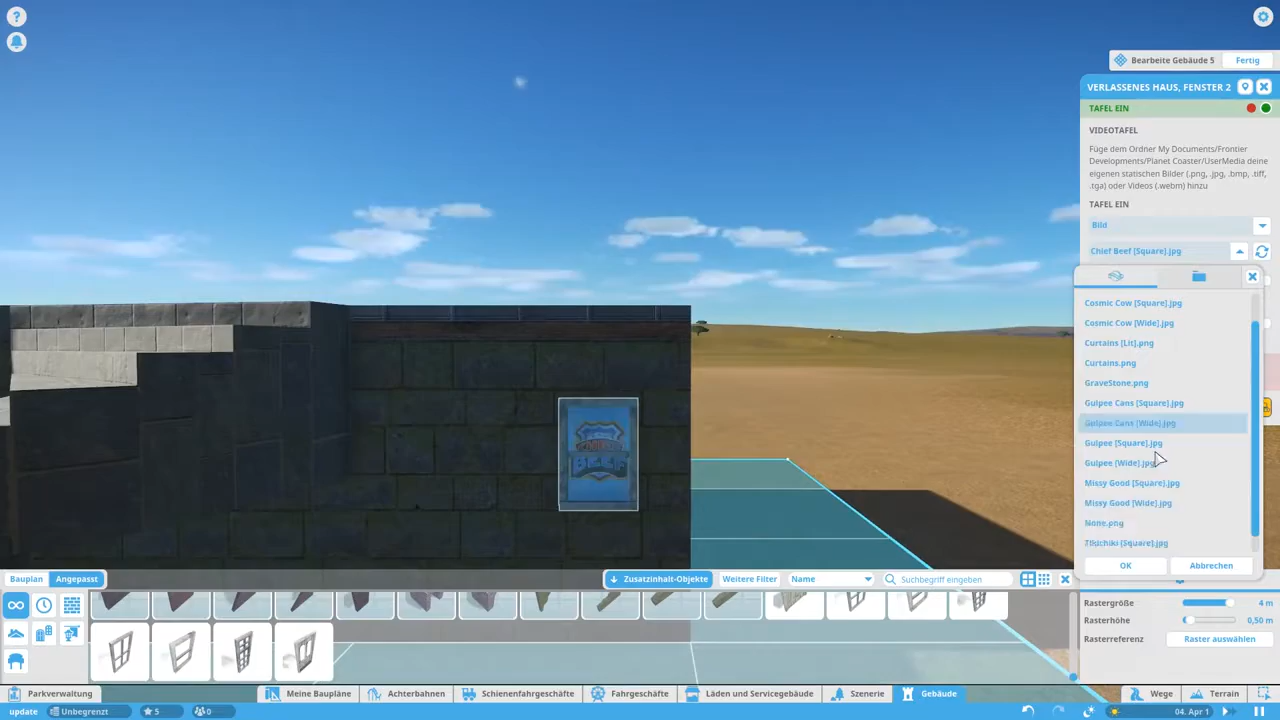 ?
Bearbeite Gebäude 5
Fertig
VERLASSENES HAUS, FENSTER 2
TAFEL EIN
VIDEOTAFEL
Füge dem Ordner My Documents/Frontier
Developments/Planet Coaster/UserMedia deine
eigenen statischen Bilder (.png, .jpg, .bmp, .tiff,
.tga) oder Videos (.webm) hinzu
TAFEL EIN
Bild
Chief Beef [Square].jpg
Cosmic Cow [Square].jpg
Cosmic Cow [Wide].jpg
Curtains [Lit].png
Curtains.png
GraveStone.png
Gulpee Cans [Square].jpg
Gulpee Cans [Wide].jpg
Gulpee [Square].jpg
Gulpee [Wide].jpg
Missy Good [Square].jpg
Missy Good [Wide].jpg
None.png
Tikichiki [Square].jpg
OK
Abbrechen
BEEF
Bauplan
Angepasst
Zusatzinhalt-Objekte
Weitere Filter
Name
Suchbegriff eingeben
Rastergröße
4 m
Rasterhöhe
0,50 m
Rasterreferenz
Raster auswählen
Parkverwaltung
Meine Baupläne
Achterbahnen
Schienenfahrgeschäfte
Fahrgeschäfte
Läden und Servicegebäude
Szenerie
Gebäude
Wege
Terrain
update
Unbegrenzt
5
0
04. Apr 1